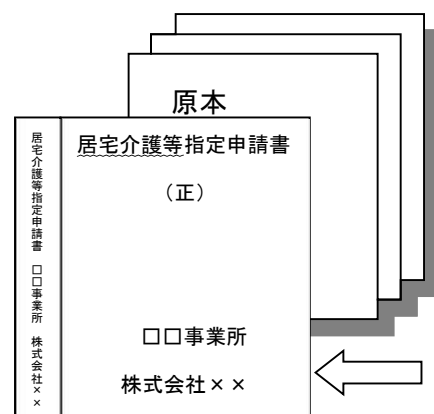 原本
居宅介護等指定申請書
（正）
□□事業所
株式会社××
居宅介護等指定申請書　□□事業所　株式会社××